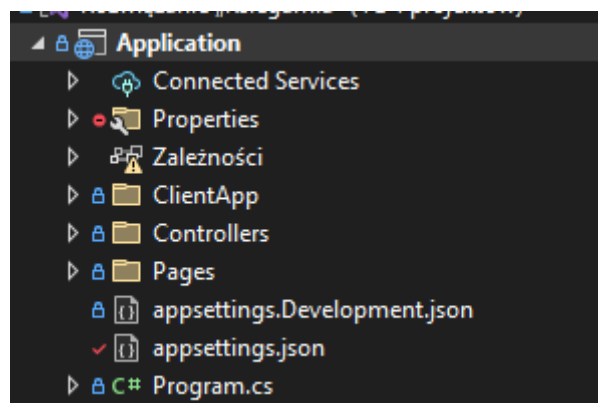 Application
Connected Services
Properties
Zależności
ClientApp
Controllers
Pages
appsettings.Development.json
appsettings.json
C# Program.cs